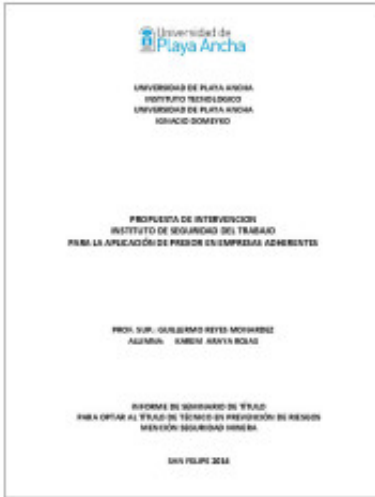 Universidad de
Playa Ancha
UNIVERSIDAD DE PLAYA ANCHA
INSTITUTO TECNOLOGICO
UNIVERSIDAD DE PLAYA ANCHA
IGNACIO DOMEYKO
PROPUESTA DE INTERVENCION
INSTITUTO DE SEGURIDAD DEL TRABAJO
PARA LA APLICACIÓN DE PREXOR EN EMPRESAS ADHERENTES
PROF. SUP.: GUILLERMO REYES
ALUMNA: KAREM ARAYA ROJAS
INFORME DE SEMINARIO DE TÍTULO
PARA OPTAR AL TÍTULO DE TÉCNICO EN PREVENCIÓN DE RIESGOS
MENCIÓN SEGURIDAD MINERA
SAN FELIPE